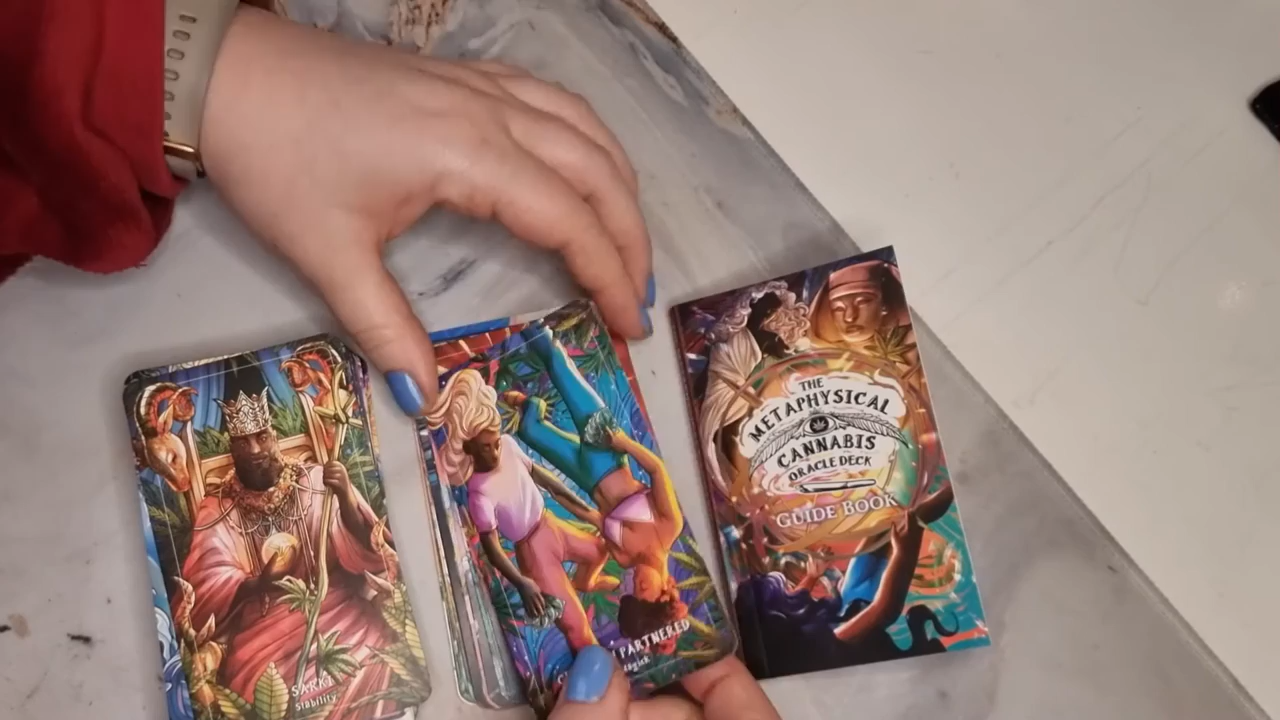 SARKI
Stability
PARTNERED
THE
METAPHYSICAL
CANNABIS
ORACLE DECK
GUIDE BOOK